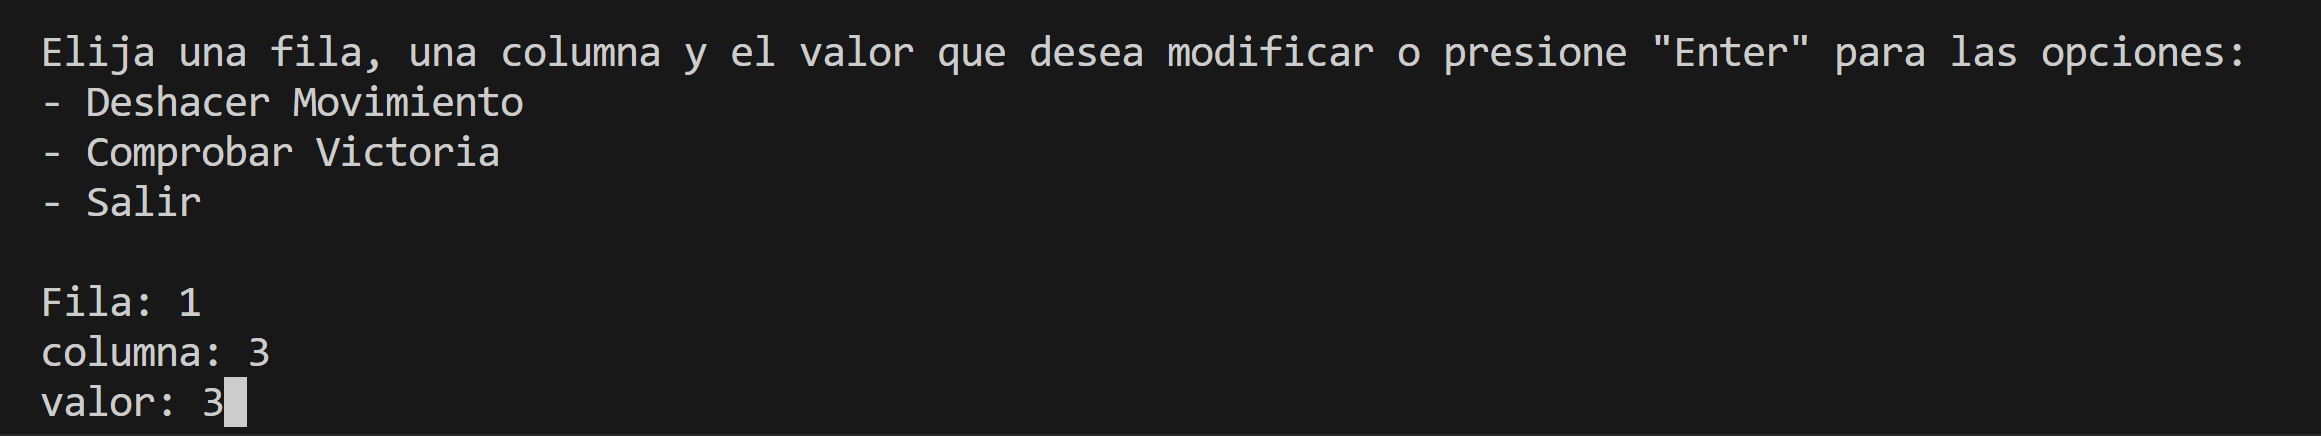 Elija una fila, una columna y el valor que desea modificar o presione "Enter" para las opciones:
- Deshacer Movimiento
- Comprobar Victoria
- Salir
Fila: 1
columna: 3
valor: 3